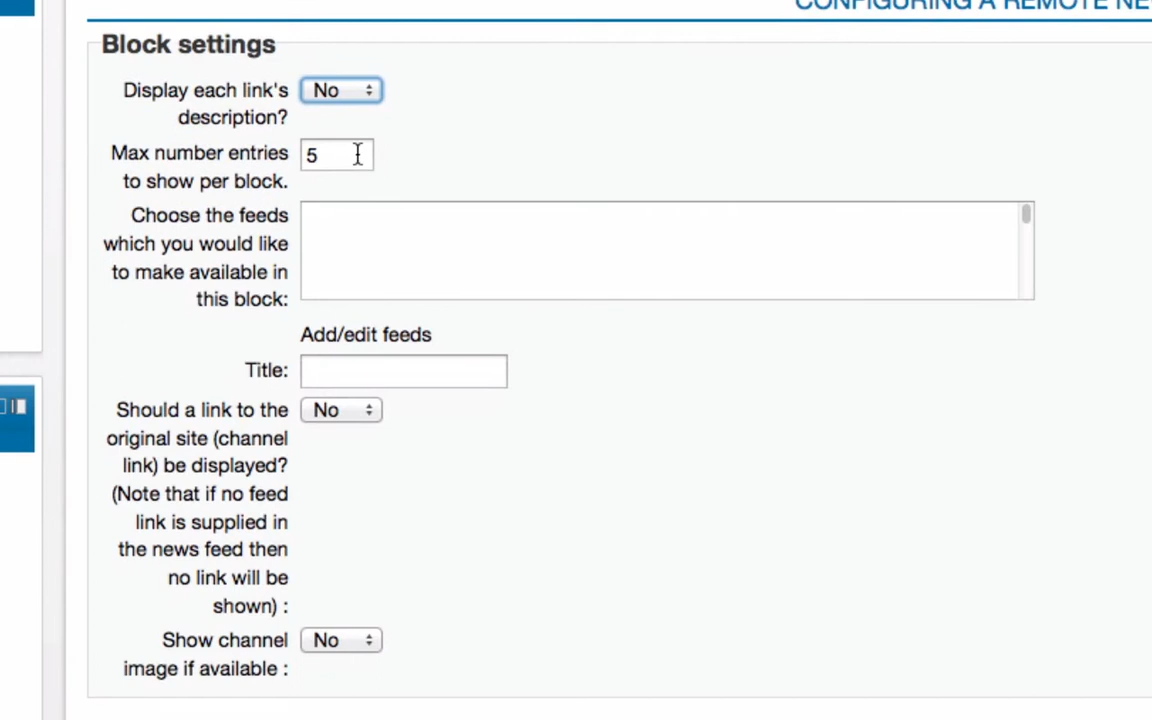 CONFIGURING A REMOTE
Block settings
Display each link's No
description?
Max number entries 5
to show per block.
Choose the feeds
which you would like
to make available in
this block:
Add/edit feeds
Title:
Should a link to the No
original site (channel
link) be displayed?
(Note that if no feed
link is supplied in
the news feed then
no link will be
shown) :
Show channel No
image if available :